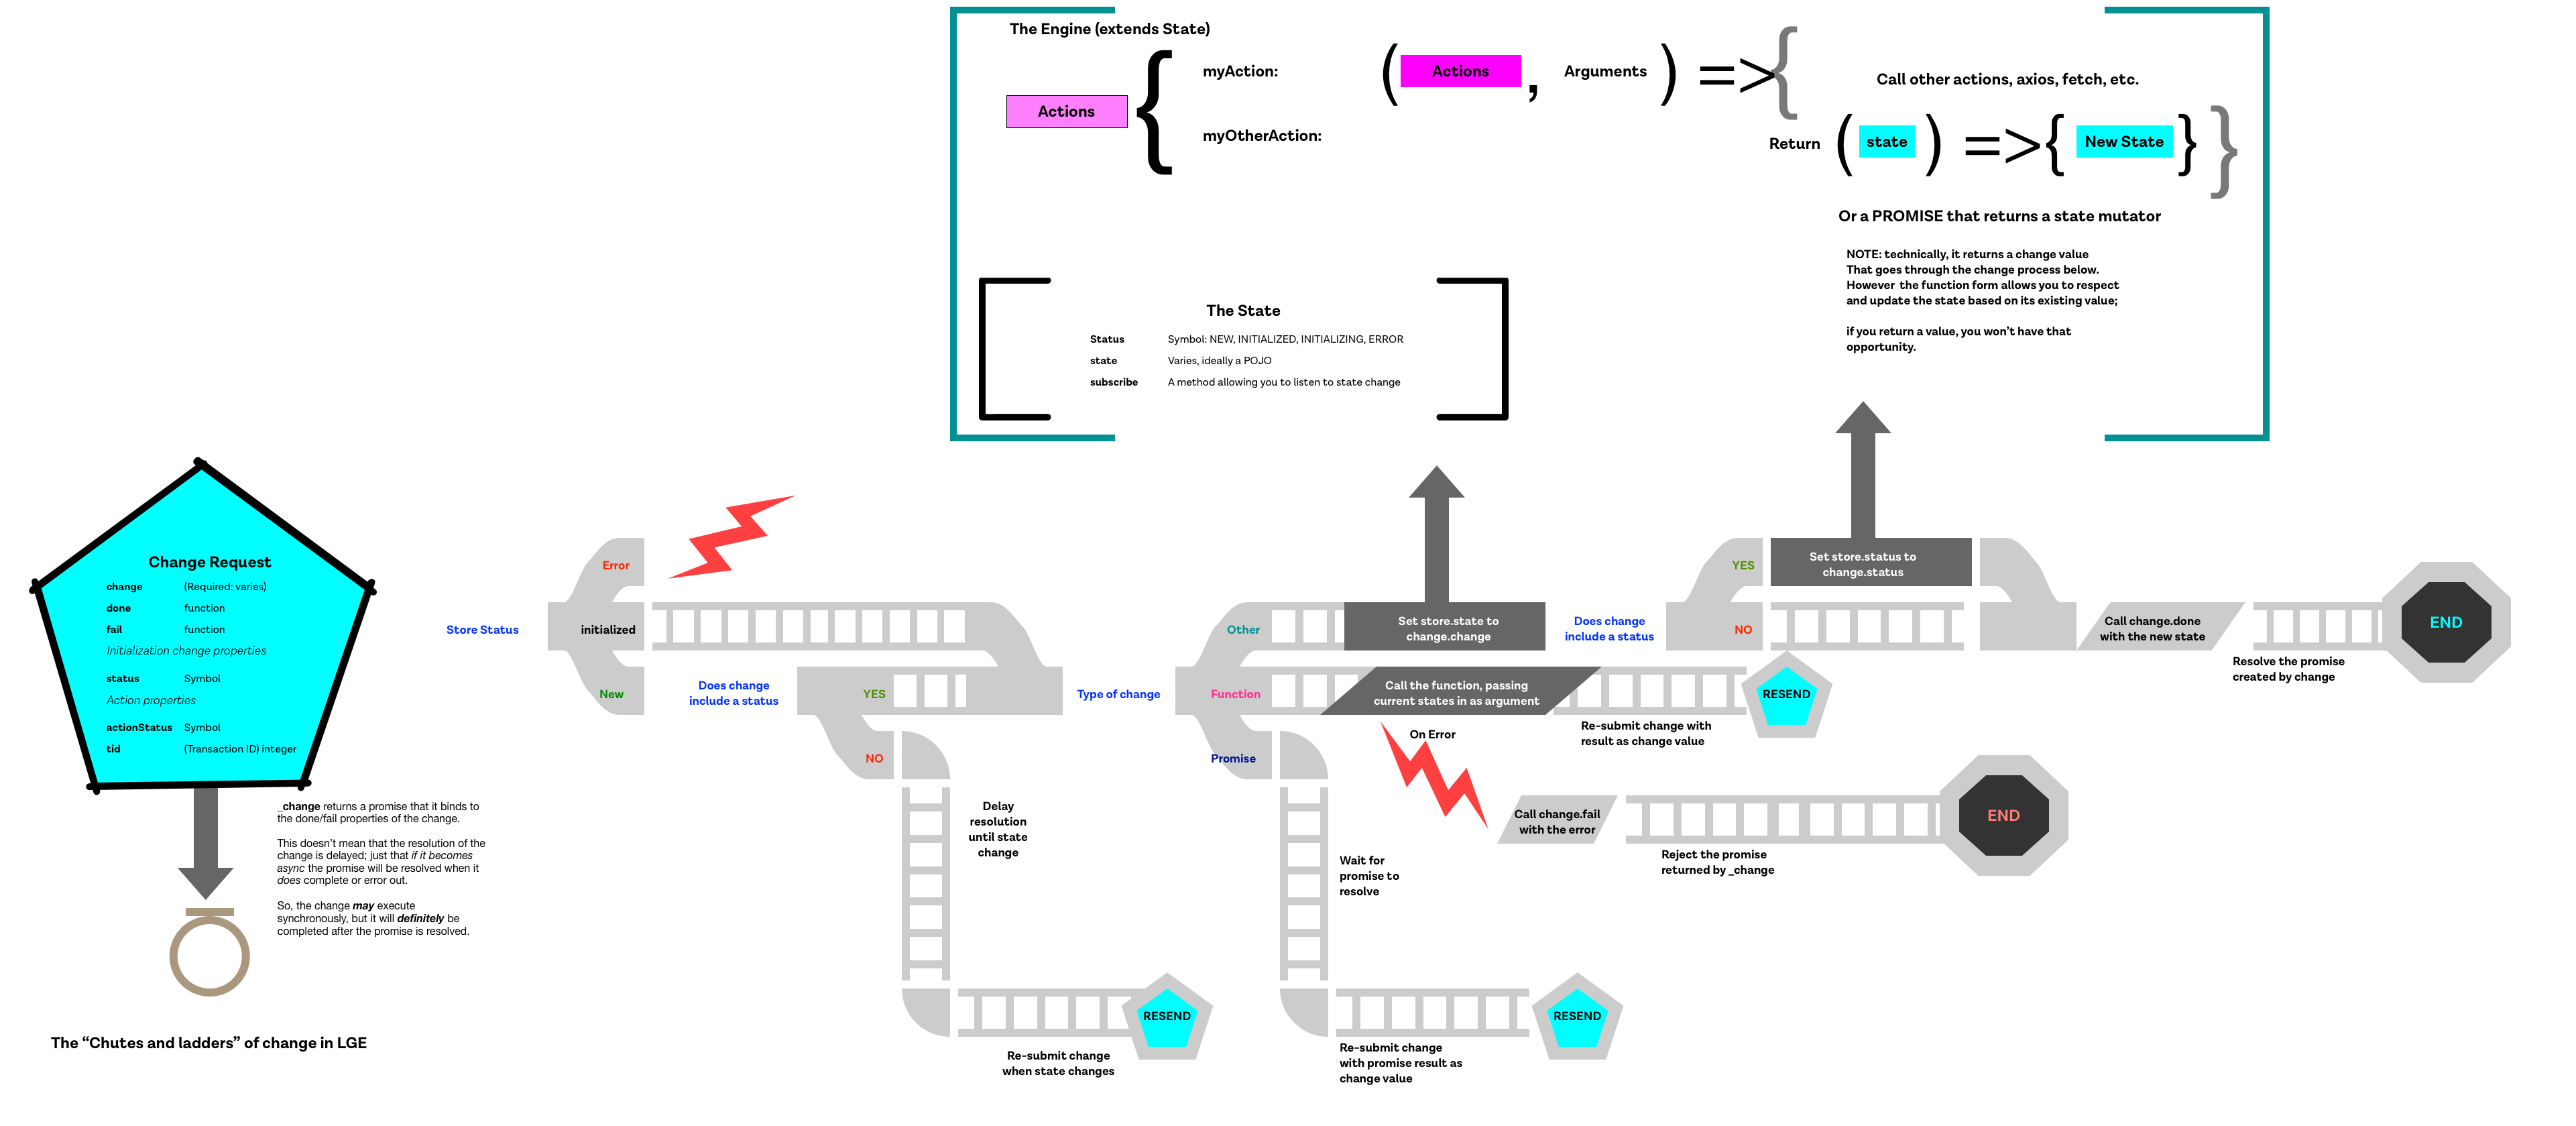 The Engine (extends State)
Actions
{
myAction:
( Actions , Arguments ) => {
myOtherAction:
Call other actions, axios, fetch, etc.
Return ( state ) => { New State } }
Or a PROMISE that returns a state mutator
NOTE: technically, it returns a change value
That goes through the change process below.
However the function form allows you to respect
and update the state based on its existing value;
if you return a value, you won’t have that
opportunity.
The State
Status Symbol: NEW, INITIALIZED, INITIALIZING, ERROR
state Varies, ideally a POJO
subscribe A method allowing you to listen to state change
Change Request
change (Required: varies)
done function
fail function
Initialization change properties
status Symbol
Action properties
actionStatus Symbol
tid (Transaction ID) integer
_change returns a promise that it binds to
the done/fail properties of the change.
This doesn’t mean that the resolution of the
change is delayed; just that if it becomes
async the promise will be resolved when it
does complete or error out.
So, the change may execute
synchronously, but it will definitely be
completed after the promise is resolved.
The “Chutes and ladders” of change in LGE
Store Status
Error
initialized
New
Does change
include a status
YES
NO
Delay
resolution
until state
change
Re-submit change
when state changes
RESEND
Type of change
Other
Function
Promise
Set store.state to
change.change
Call the function, passing
current states in as argument
On Error
Wait for
promise to
resolve
Re-submit change
with promise result as
change value
RESEND
Re-submit change with
result as change value
RESEND
Call change.fail
with the error
Reject the promise
returned by _change
END
Does change
include a status
YES
NO
Set store.status to
change.status
Call change.done
with the new state
Resolve the promise
created by change
END